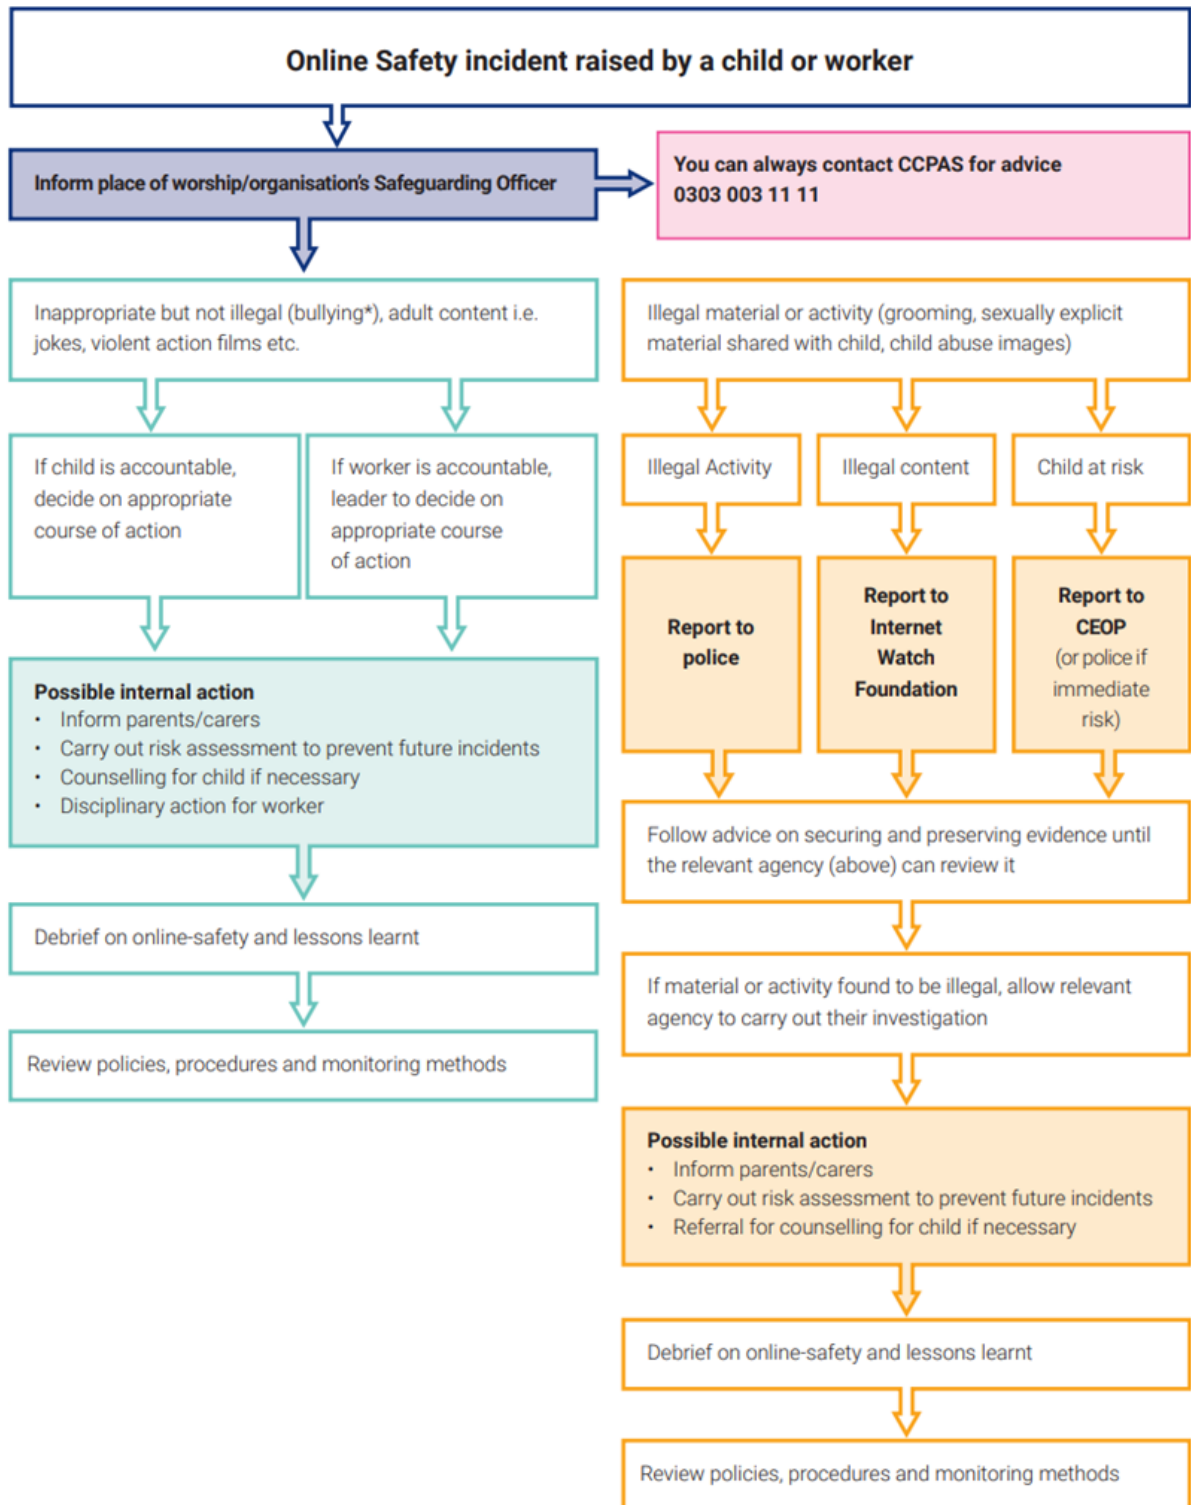 Online Safety incident raised by a child or worker
Inform place of worship/organisation's Safeguarding Officer
You can always contact CCPAS for advice
0303 003 11 11
Inappropriate but not illegal (bullying*), adult content i.e.
jokes, violent action films etc.
If child is accountable,
decide on appropriate
course of action
If worker is accountable,
leader to decide on
appropriate course
of action
Possible internal action
• Inform parents/carers
• Carry out risk assessment to prevent future incidents
• Counselling for child if necessary
• Disciplinary action for worker
Debrief on online-safety and lessons learnt
Review policies, procedures and monitoring methods
Illegal material or activity (grooming, sexually explicit
material shared with child, child abuse images)
Illegal Activity
Illegal content
Child at risk
Report to
police
Report to
Internet
Watch
Foundation
Report to
CEOP
(or police if
immediate
risk)
Follow advice on securing and preserving evidence until
the relevant agency (above) can review it
If material or activity found to be illegal, allow relevant
agency to carry out their investigation
Possible internal action
• Inform parents/carers
• Carry out risk assessment to prevent future incidents
• Referral for counselling for child if necessary
Debrief on online-safety and lessons learnt
Review policies, procedures and monitoring methods